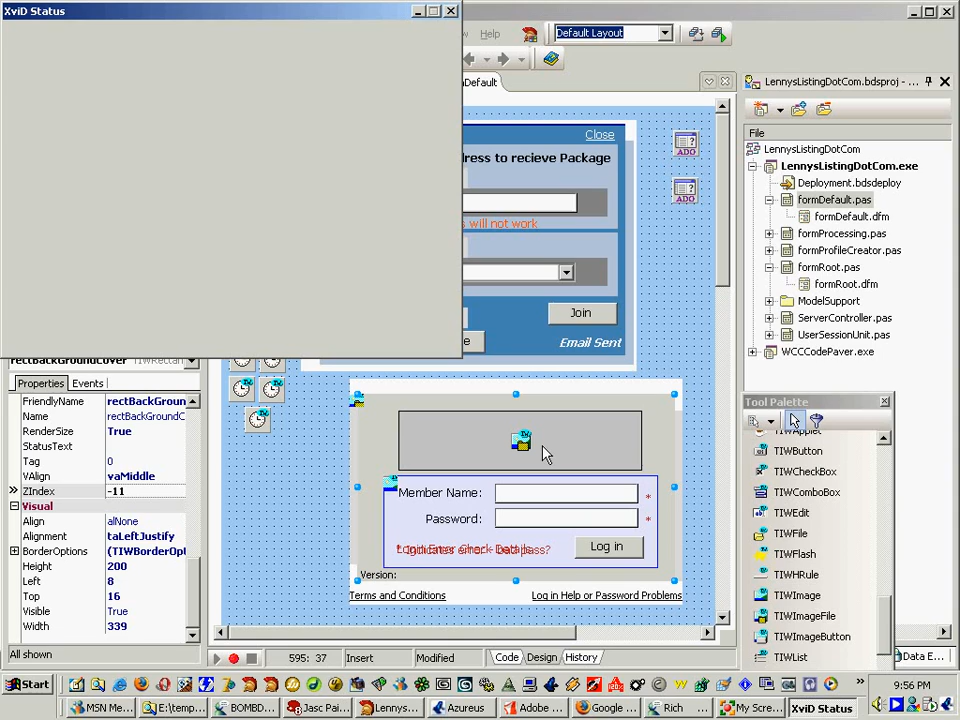 XviD Status
Help
Default Layout
Default
LennysListingDotCom.bdsproj -
Close
dress to recieve Package
s will not work
Join
e
Email Sent
ADO
ADO
File
LennysListingDotCom
LennysListingDotCom.exe
Deployment.bdsdeploy
formDefault.pas
formDefault.dfm
formProcessing.pas
formProfileCreator.pas
formRoot.pas
formRoot.dfm
ModelSupport
ServerController.pas
UserSessionUnit.pas
WCCCodePaver.exe
rectBackGroundCover TIWRectan
Properties
Events
FriendlyName rectBackGroun
Name rectBackGroundC
RenderSize True
StatusText
Tag 0
VAlign vaMiddle
ZIndex -11
Visual
Align alNone
Alignment taLeftJustify
BorderOptions (TIWBorderOpt
Height 200
Left 8
Top 16
Visible True
Width 339
All shown
Member Name: *
Password: *
Log in
Version:
Terms and Conditions
Log in Help or Password Problems
595: 37
Insert
Modified
Code
Design
History
Tool Palette
TIWApplet
TIWButton
TIWCheckBox
TIWComboBox
TIWEdit
TIWFile
TIWFlash
TIWHRule
TIWImage
TIWImageFile
TIWImageButton
TIWList
Data E...
Start
9:56 PM
MSN Me...
E:\temp...
BOMBD...
Jasc Pai...
Lennys...
Azureus
Adobe ...
Google ...
Rich
My Scre...
XviD Status